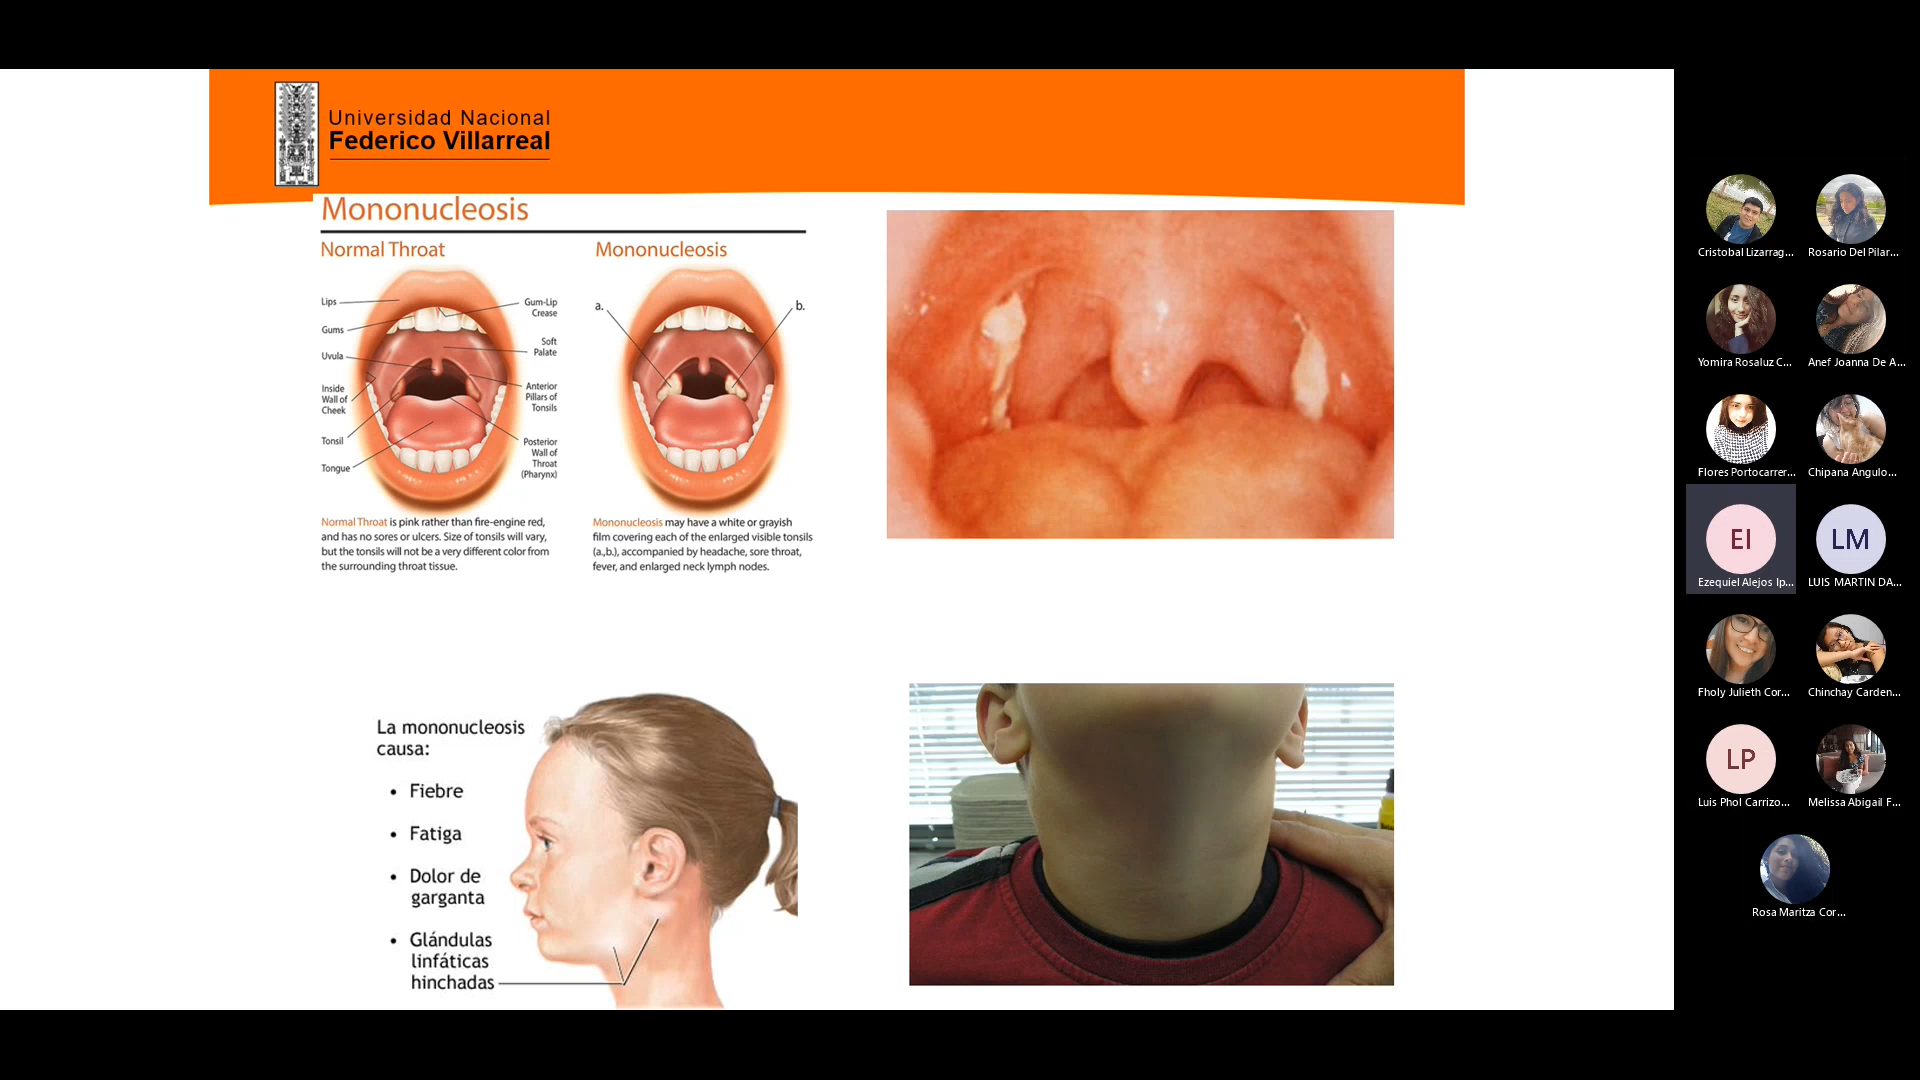 Universidad Nacional
Federico Villarreal
Mononucleosis
Normal Throat
Lips
Gums
Uvula
Inside
Wall of
Cheek
Tonsil
Tongue
Gum-Lip
Crease
Soft
Palate
Anterior
Pillars of
Tonsils
Posterior
Wall of
Throat
(Pharynx)
Normal Throat is pink rather than fire-engine red,
and has no sores or ulcers. Size of tonsils will vary,
but the tonsils will not be a very different color from
the surrounding throat tissue.
Mononucleosis
a.
b.
Mononucleosis may have a white or grayish
film covering each of the enlarged visible tonsils
(a.,b.), accompanied by headache, sore throat,
fever, and enlarged neck lymph nodes.
La mononucleosis
causa:
• Fiebre
• Fatiga
• Dolor de
garganta
• Glándulas
linfáticas
hinchadas
Cristobal Lizarrag...
Rosario Del Pilar...
Yomira Rosaluz C...
Anef Joanna De A...
Flores Portocarrer...
Chipana Angulo...
EI
Ezequiel Alejos Ip...
LM
LUIS MARTIN DA...
Fholy Julieth Cor...
Chinchay Carden...
LP
Luis Phol Carrizo...
Melissa Abigail F...
Rosa Maritza Cor...